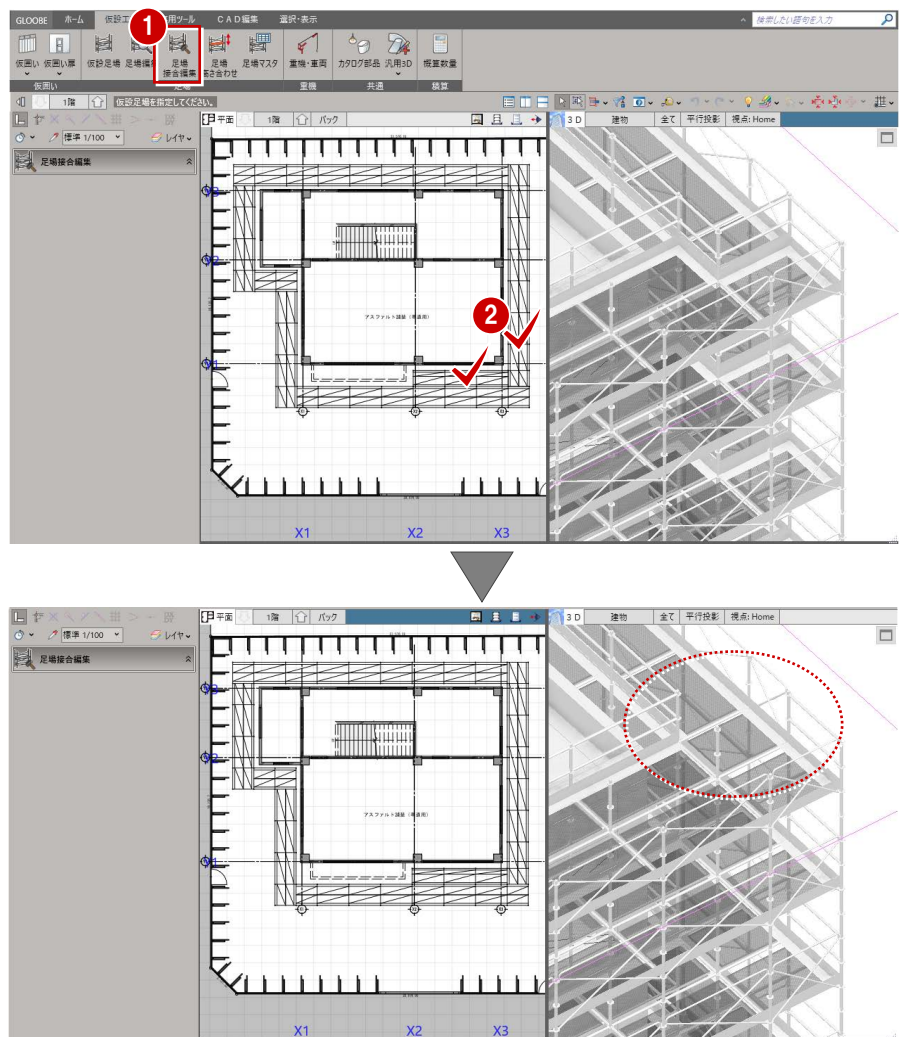 GLOOBE ホーム 仮設工 用ツール ＣＡＤ編集 選択・表示
検索したい語句を入力
1
仮囲い 仮囲い扉 仮設足場 足場編集 足場 接合編集 足場 高さ合わせ 足場マスタ 重機・車両 カタログ部品 汎用3D 概算数量
仮囲い 足場 重機 共通 積算
1階 仮設足場を指定してください。
平面 1階 パック 3 D 建物 全て 平行投影 視点: Home
標準 1/100 レイヤ
足場接合編集
アスファルト舗装（車道用）
2
X1 X2 X3
平面 1階 パック 3 D 建物 全て 平行投影 視点: Home
標準 1/100 レイヤ
足場接合編集
アスファルト舗装（車道用）
X1 X2 X3